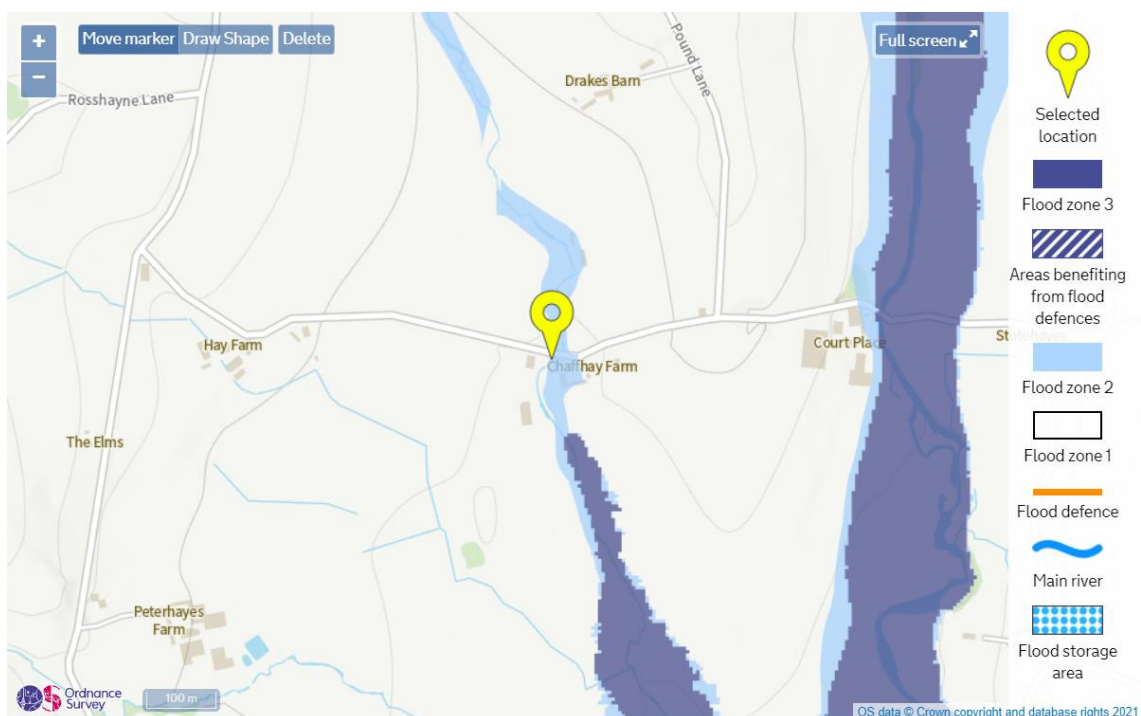 +
−
Move marker
Draw Shape
Delete
Full screen
Pound Lane
Drakes Barn
Rosshayne Lane
Hay Farm
Chaffhay Farm
Court Place
The Elms
Peterhayes
Farm
Ordnance
Survey
100 m
OS data © Crown copyright and database rights 2021
Selected
location
Flood zone 3
Areas benefiting
from flood
defences
Flood zone 2
Flood zone 1
Flood defence
Main river
Flood storage
area